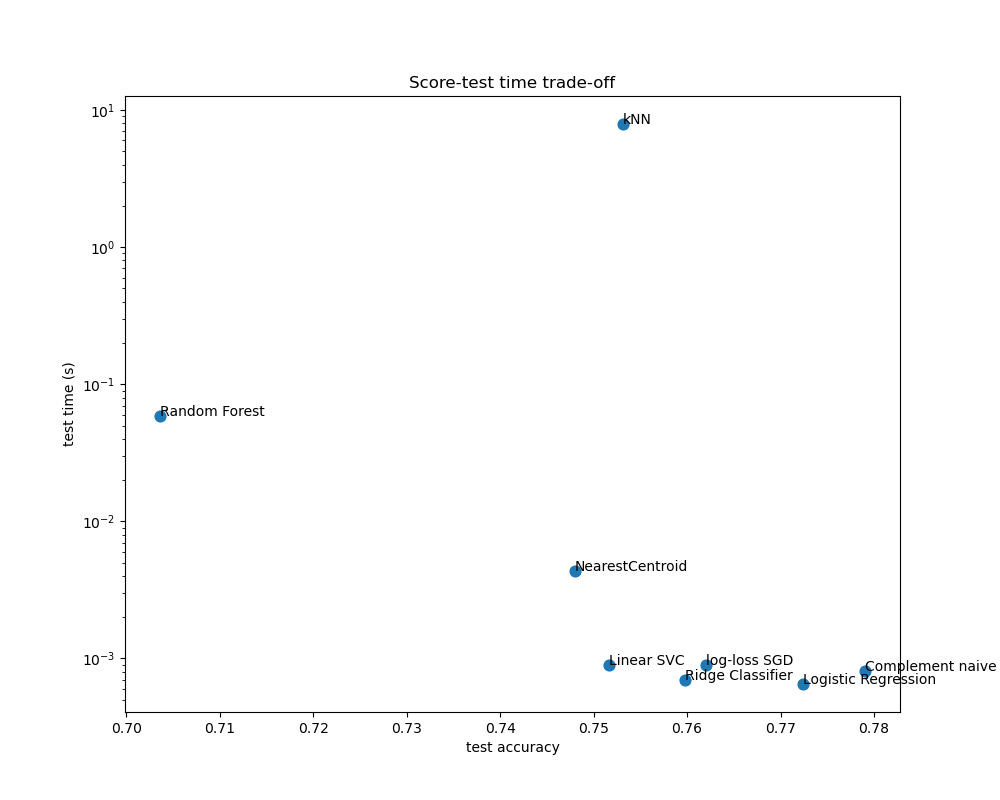 Score-test time trade-off
10¹
10⁰
10⁻¹
10⁻²
10⁻³
test time (s)
kNN
Random Forest
NearestCentroid
Linear SVC
log-loss SGD
Ridge Classifier
Complement naive
Logistic Regression
0.70 0.71 0.72 0.73 0.74 0.75 0.76 0.77 0.78
test accuracy